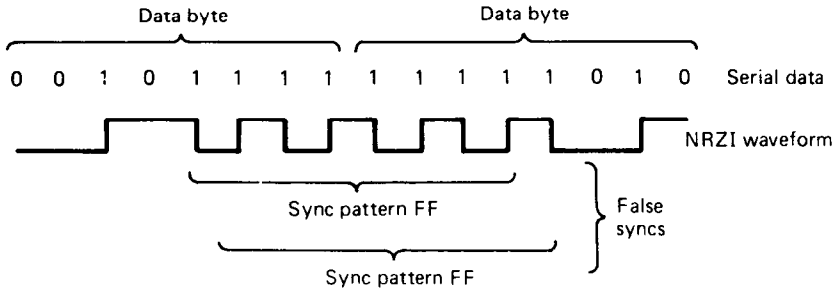 Data byte Data byte
0 0 1 0 1 1 1 1 1 1 1 1 1 0 1 0 Serial data
NRZI waveform
Sync pattern FF
False
syncs
Sync pattern FF